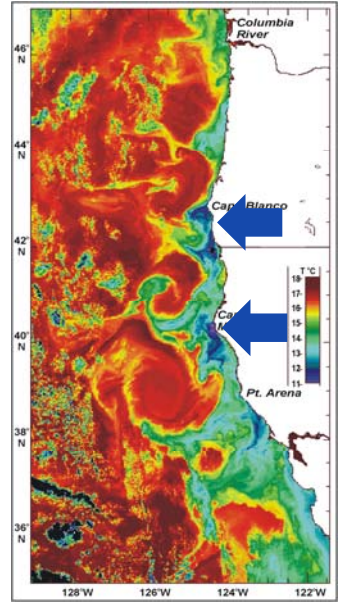 46
N
Columbia
River
44
N
Cape Blanco
42
N
T °C
18
17
16
15
14
13
12
11
40
N
Pt. Arena
38
N
36
N
34
N
128°W
126°W
124°W
122°W